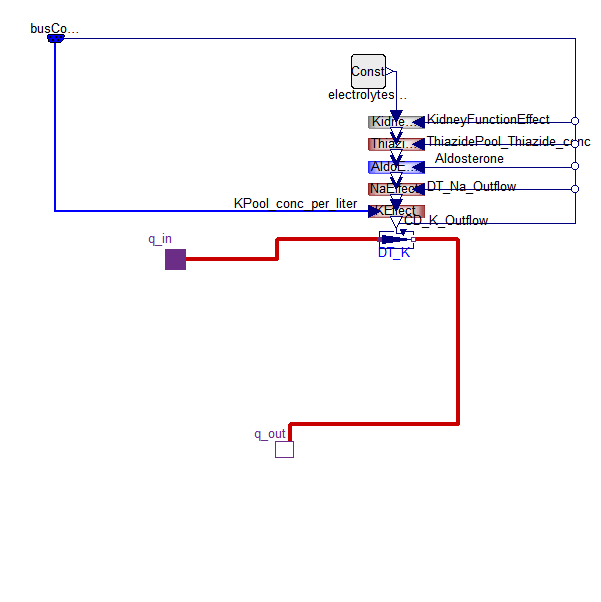 busCo...
Const
electrolytes...
Kidne...
KidneyFunctionEffect
Thiazi...
ThiazidePool_Thiazide_conc
AldoE...
Aldosterone
NaEffect
DT_Na_Outflow
KPool_conc_per_liter
KEffect
CD_K_Outflow
q_in
DT_K
q_out